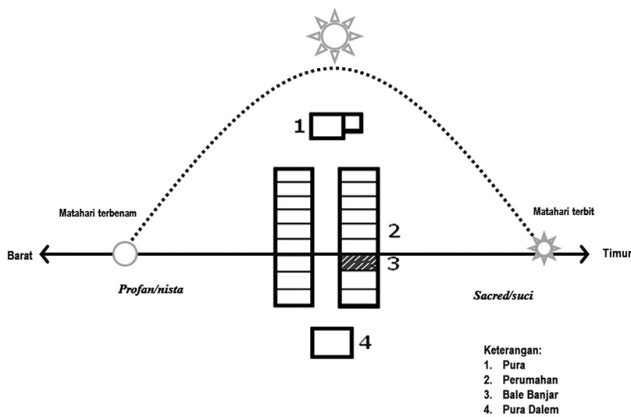 1
Matahari terbenam
Matahari terbit
2
Barat
Timur
3
Profan/nista
Sacred/suci
4
Keterangan:
1. Pura
2. Perumahan
3. Bale Banjar
4. Pura Dalem